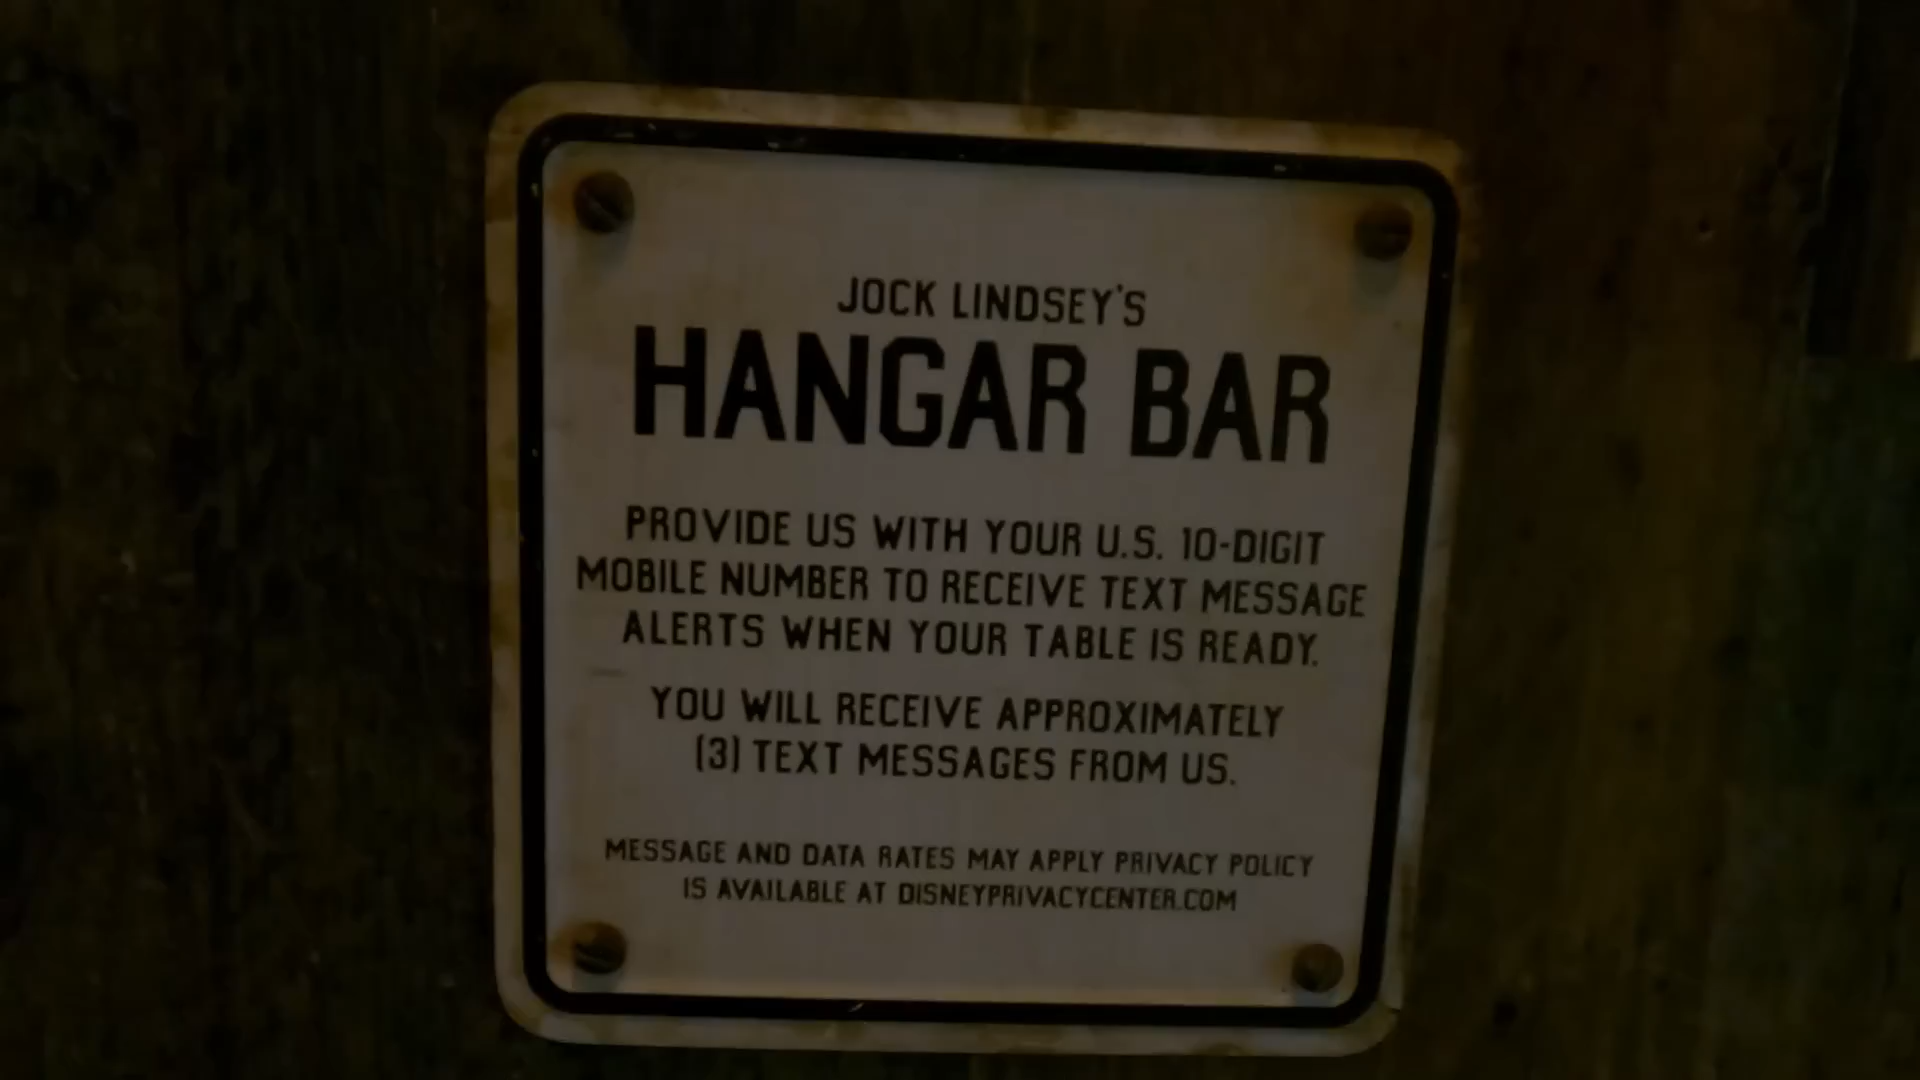 JOCK LINDSEY'S
HANGAR BAR
PROVIDE US WITH YOUR U.S. 10-DIGIT
MOBILE NUMBER TO RECEIVE TEXT MESSAGE
ALERTS WHEN YOUR TABLE IS READY.
YOU WILL RECEIVE APPROXIMATELY
(3) TEXT MESSAGES FROM US.
MESSAGE AND DATA RATES MAY APPLY PRIVACY POLICY
IS AVAILABLE AT DISNEYPRIVACYCENTER.COM